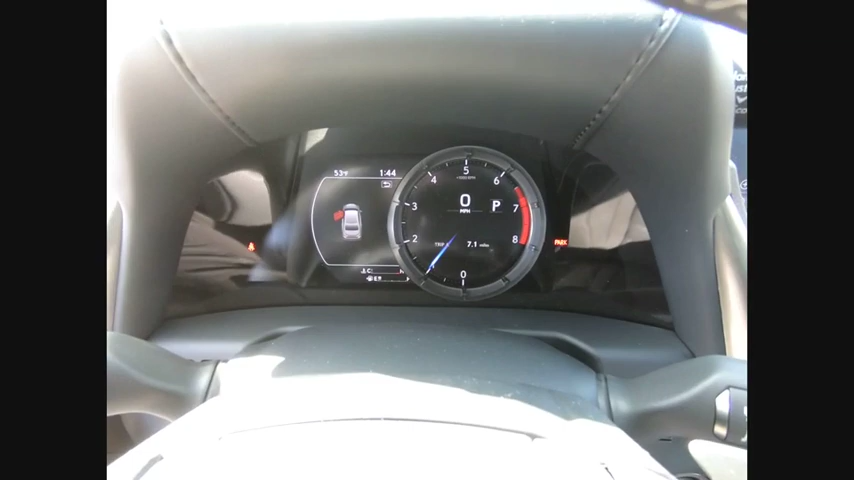 53°F 1:44
5
×1000 RPM
4 6
3 0 P 7
MPH
2 TRIP 7.1 miles 8
PARK
0
C
E